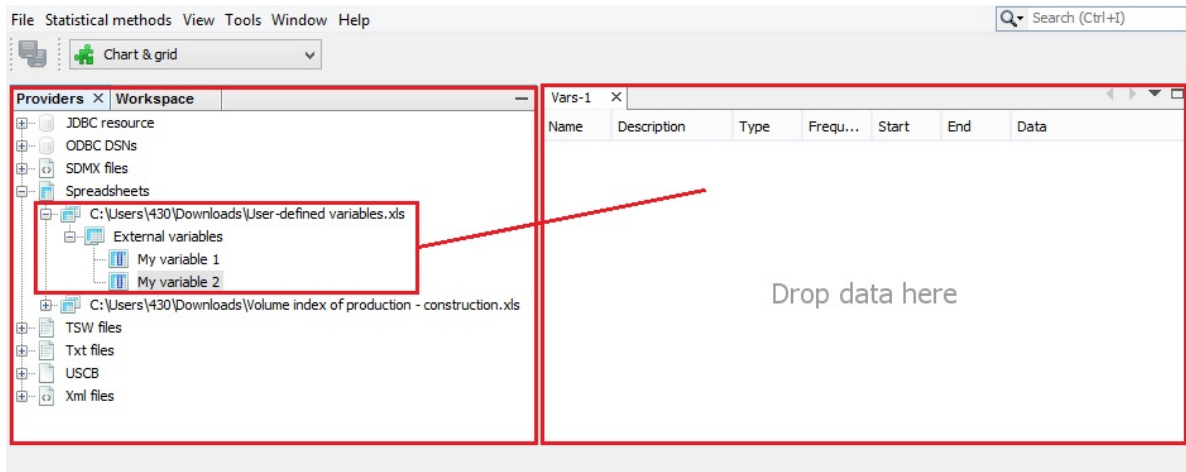 File Statistical methods View Tools Window Help
Search (Ctrl+I)
Chart & grid
Providers Workspace
JDBC resource
ODBC DSNs
SDMX files
Spreadsheets
C:\Users\430\Downloads\User-defined variables.xls
External variables
My variable 1
My variable 2
C:\Users\430\Downloads\Volume index of production - construction.xls
TSW files
Txt files
USCB
Xml files
Vars-1
Name Description Type Frequ... Start End Data
Drop data here